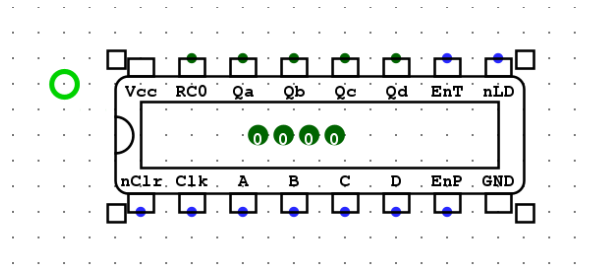 Vcc RC0 Qa Qb Qc Qd EnT nLD
0 0 0 0
nClr Clk A B C D EnP GND